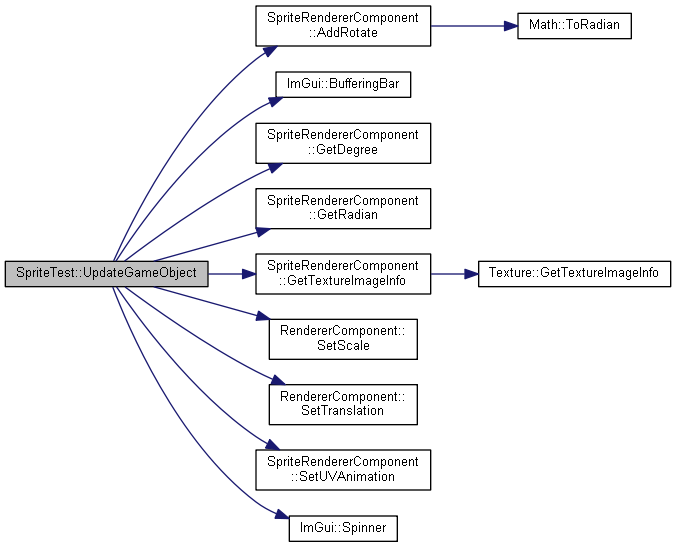 SpriteRendererComponent
::AddRotate
Math::ToRadian
ImGui::BufferingBar
SpriteRendererComponent
::GetDegree
SpriteRendererComponent
::GetRadian
SpriteTest::UpdateGameObject
SpriteRendererComponent
::GetTextureImageInfo
Texture::GetTextureImageInfo
RendererComponent::
SetScale
RendererComponent::
SetTranslation
SpriteRendererComponent
::SetUVAnimation
ImGui::Spinner